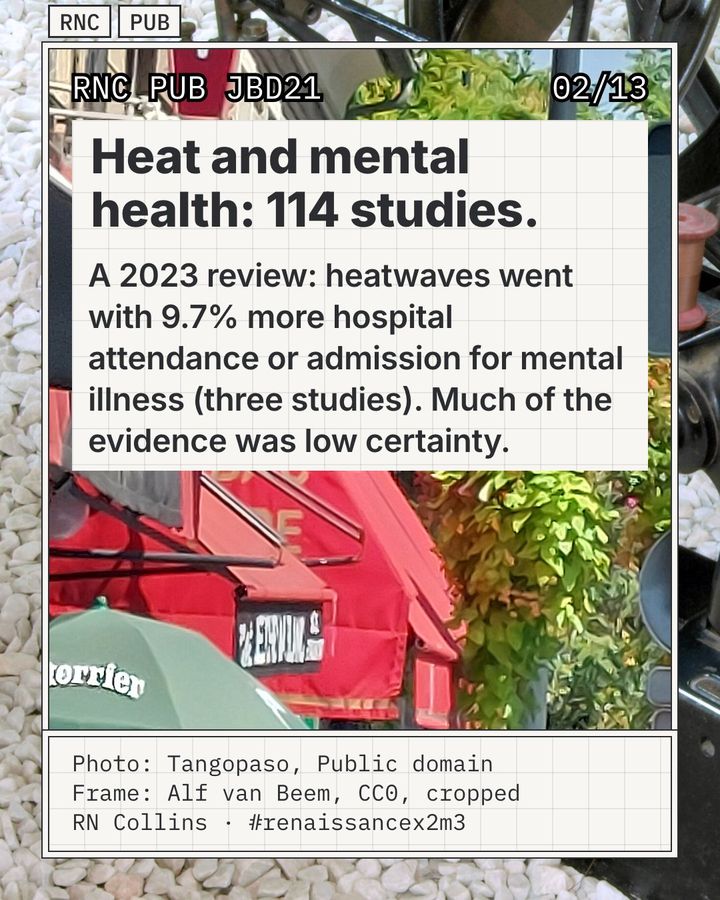 RNC PUB
RNC PUB JBD21 02/13
Heat and mental
health: 114 studies.
A 2023 review: heatwaves went
with 9.7% more hospital
attendance or admission for mental
illness (three studies). Much of the
evidence was low certainty.
Photo: Tangopaso, Public domain
Frame: Alf van Beem, CC0, cropped
RN Collins · #renaissancex2m3